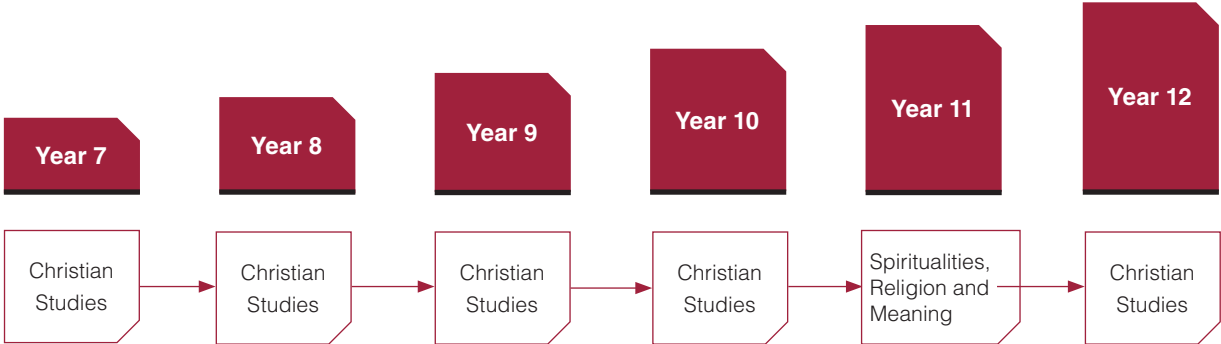 Year 7
Year 8
Year 9
Year 10
Year 11
Year 12
Christian
Studies
Christian
Studies
Christian
Studies
Christian
Studies
Spiritualities,
Religion and
Meaning
Christian
Studies